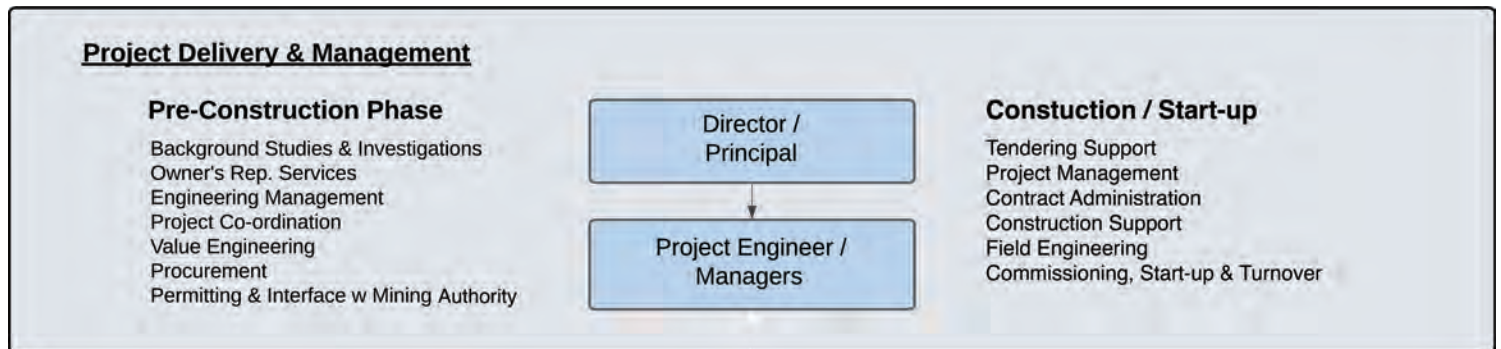 Project Delivery & Management
Pre-Construction Phase
Background Studies & Investigations
Owner's Rep. Services
Engineering Management
Project Co-ordination
Value Engineering
Procurement
Permitting & Interface w Mining Authority
Director /
Principal
Project Engineer /
Managers
Constuction / Start-up
Tendering Support
Project Management
Contract Administration
Construction Support
Field Engineering
Commissioning, Start-up & Turnover